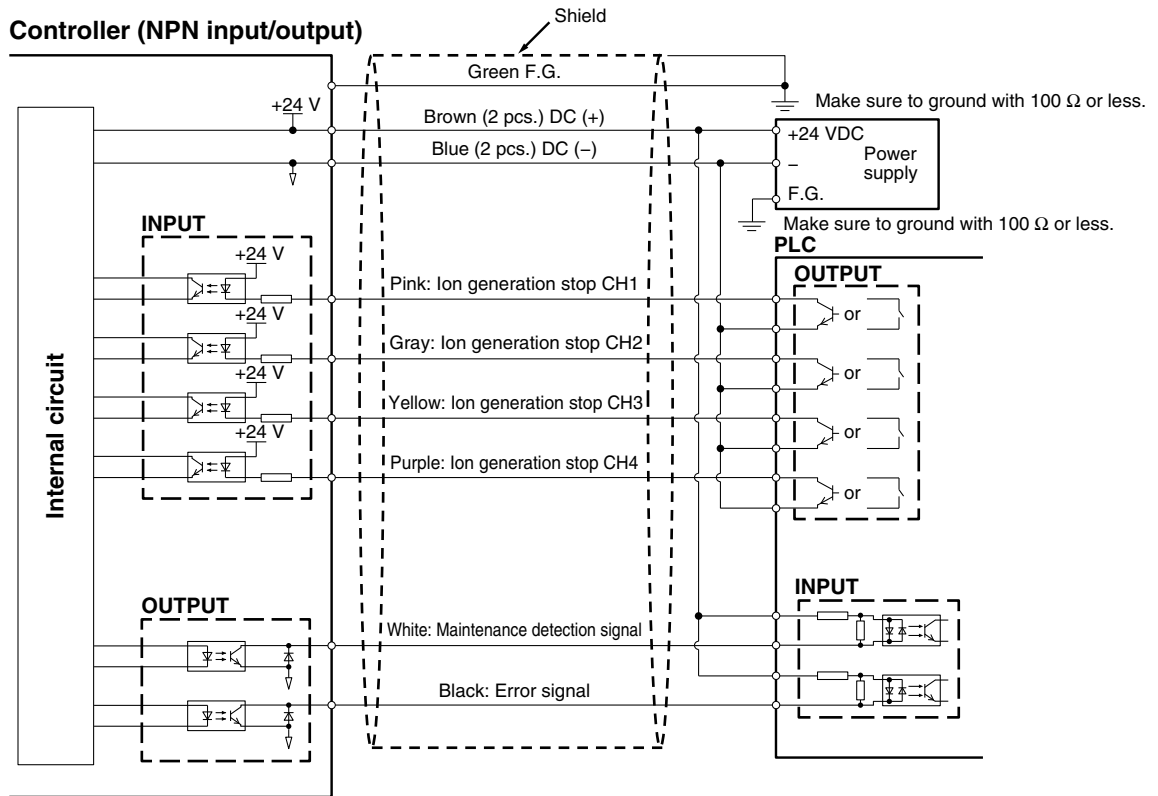 Shield
Controller (NPN input/output)
Green F.G.
Make sure to ground with 100 Ω or less.
+24 V
Brown (2 pcs.) DC (+)
+24 VDC
Blue (2 pcs.) DC (−)
−
Power
supply
F.G.
Make sure to ground with 100 Ω or less.
INPUT
PLC
+24 V
OUTPUT
Pink: Ion generation stop CH1
or
+24 V
Gray: Ion generation stop CH2
or
+24 V
Yellow: Ion generation stop CH3
or
+24 V
Purple: Ion generation stop CH4
or
Internal circuit
INPUT
OUTPUT
White: Maintenance detection signal
Black: Error signal